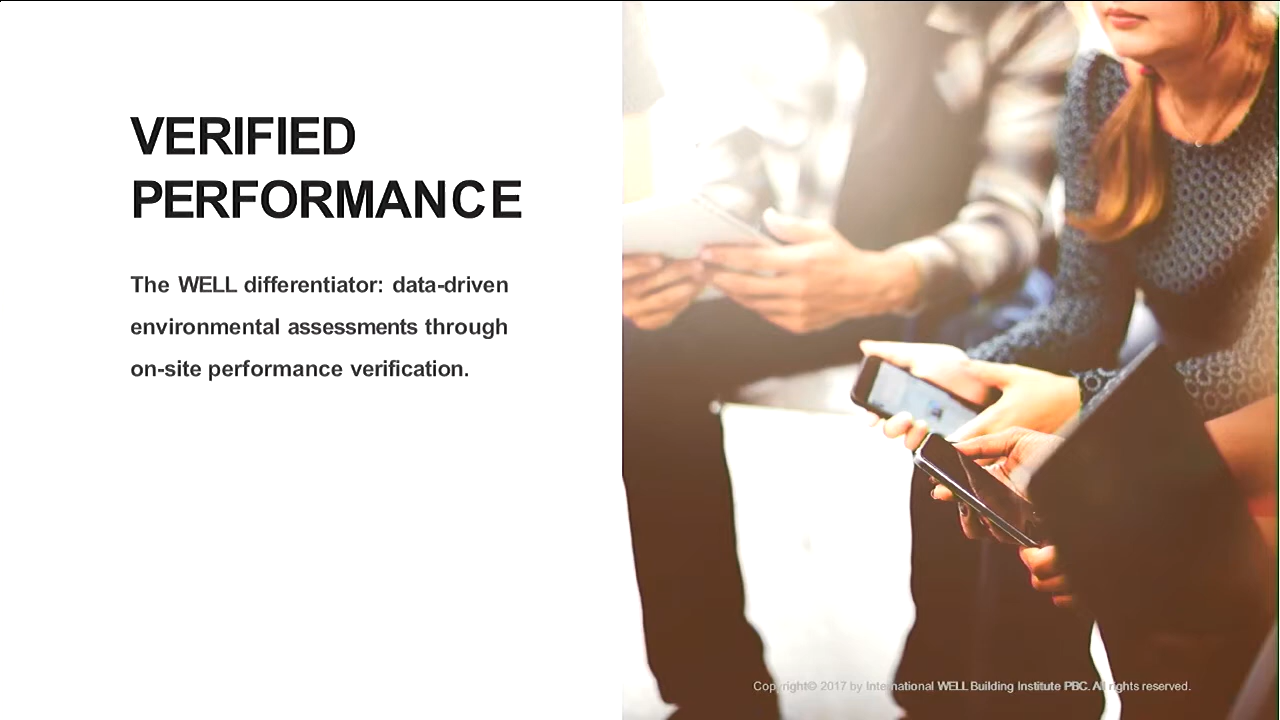 VERIFIED
PERFORMANCE
The WELL differentiator: data-driven
environmental assessments through
on-site performance verification.
Copyright© 2017 by International WELL Building Institute PBC. All rights reserved.